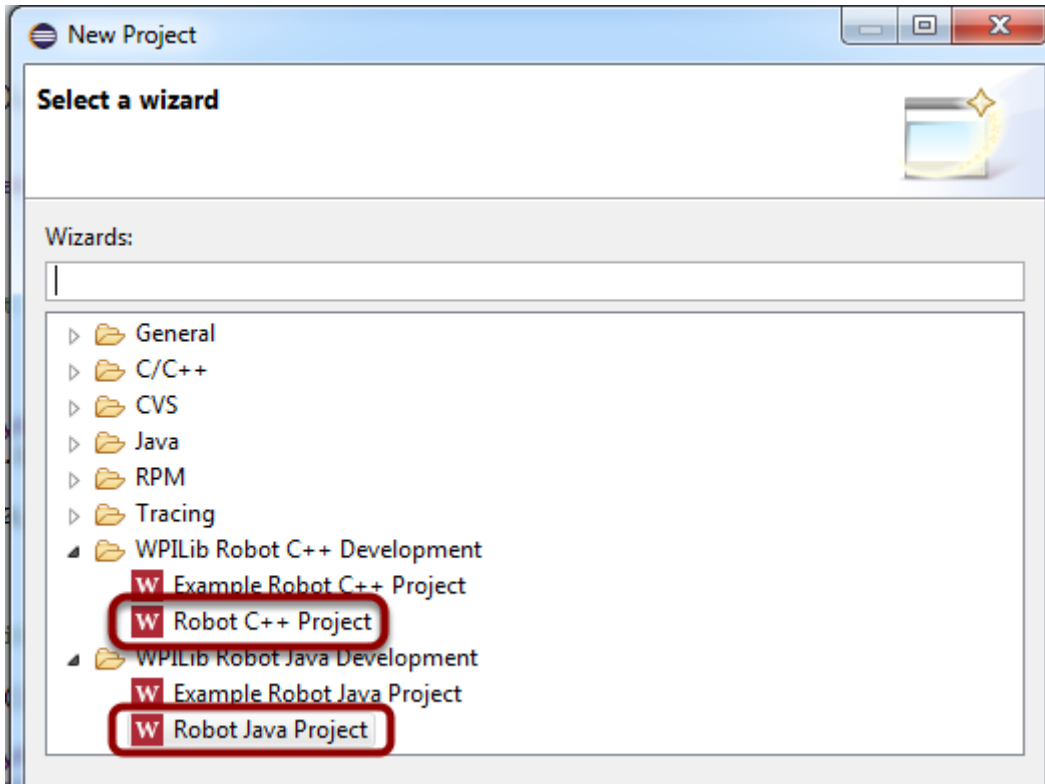 New Project
Select a wizard
Wizards:
General
C/C++
CVS
Java
RPM
Tracing
WPILib Robot C++ Development
W Example Robot C++ Project
W Robot C++ Project
WPILib Robot Java Development
W Example Robot Java Project
W Robot Java Project